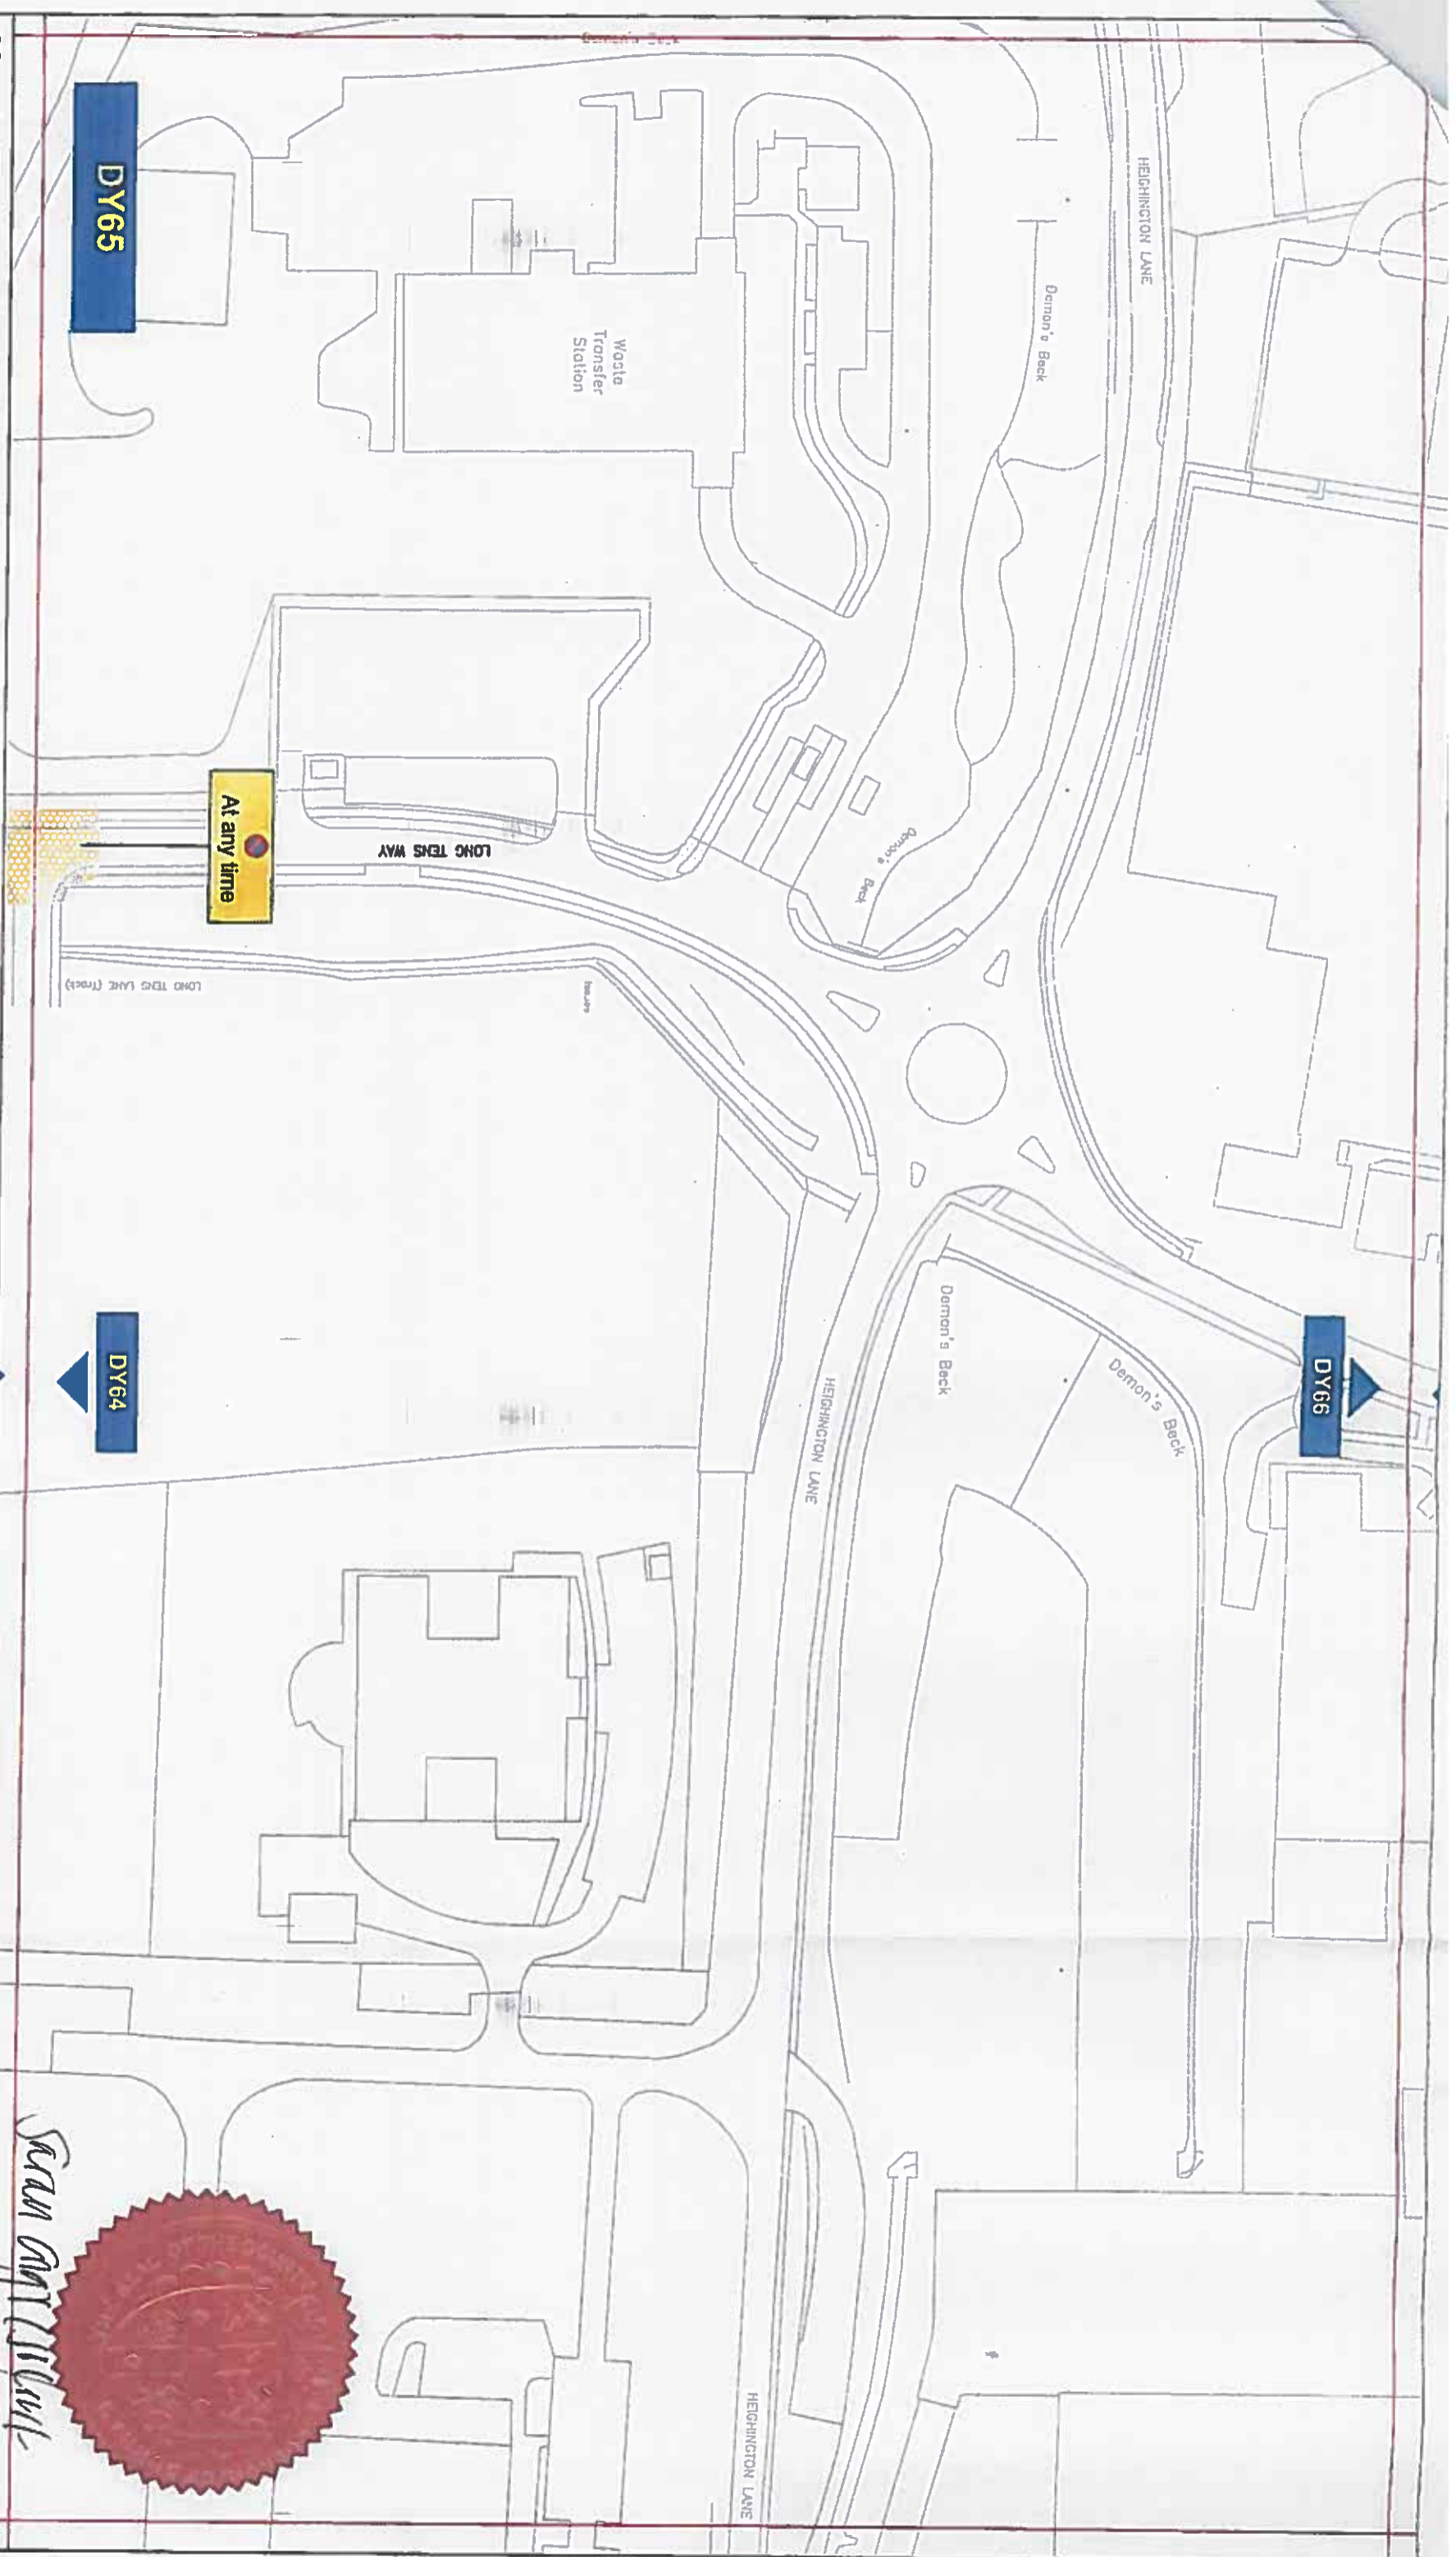 DY65
HEIGHINGTON LANE
Demon's Beck
Waste
Transfer
Station
Demon's Beck
LONG TENS WAY
At any time
LONG TENS LANE (Track)
DY64
DY66
Demon's Beck
Demon's Beck
HEIGHINGTON LANE
HEIGHINGTON LANE